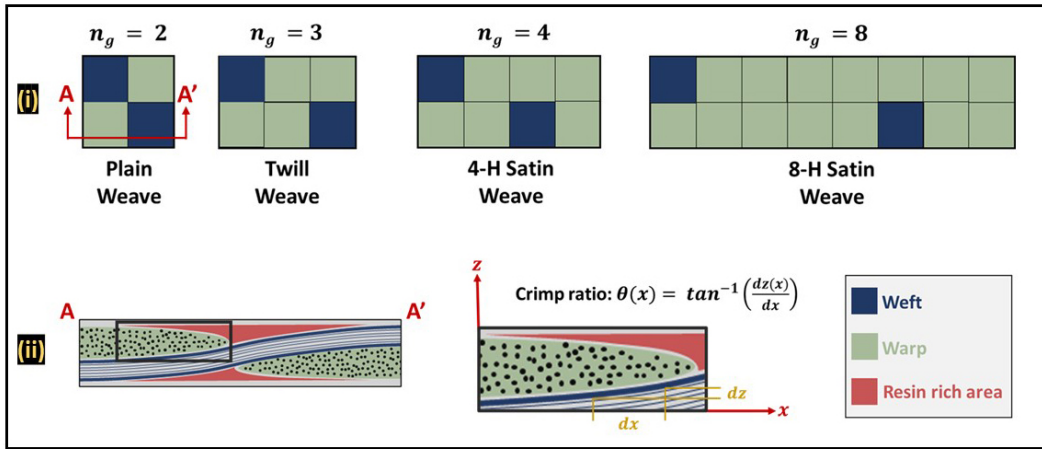 n_g = 2
n_g = 3
n_g = 4
n_g = 8
(i)
A
A'
Plain
Weave
Twill
Weave
4-H Satin
Weave
8-H Satin
Weave
A
A'
(ii)
z
Crimp ratio: θ(x) = tan⁻¹(dz(x)/dx)
dz
dx
x
Weft
Warp
Resin rich area